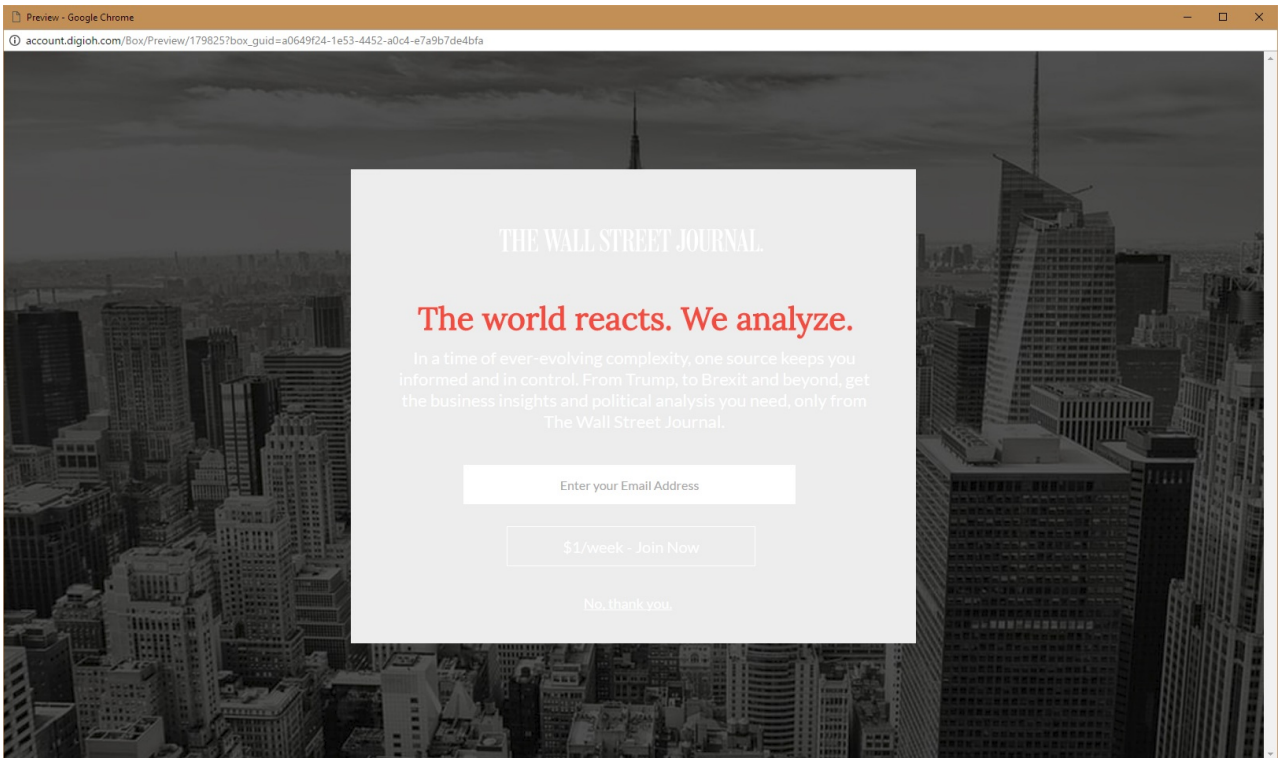 Preview - Google Chrome
account.digioh.com/Box/Preview/179825?box_guid=a0649f24-1e53-4452-a0c4-e7a9b7de4bfa
THE WALL STREET JOURNAL.
The world reacts. We analyze.
In a time of ever-evolving complexity, one source keeps you
informed and in control. From Trump, to Brexit and beyond, get
the business insights and political analysis you need, only from
The Wall Street Journal.
Enter your Email Address
$1/week - Join Now
No, thank you.